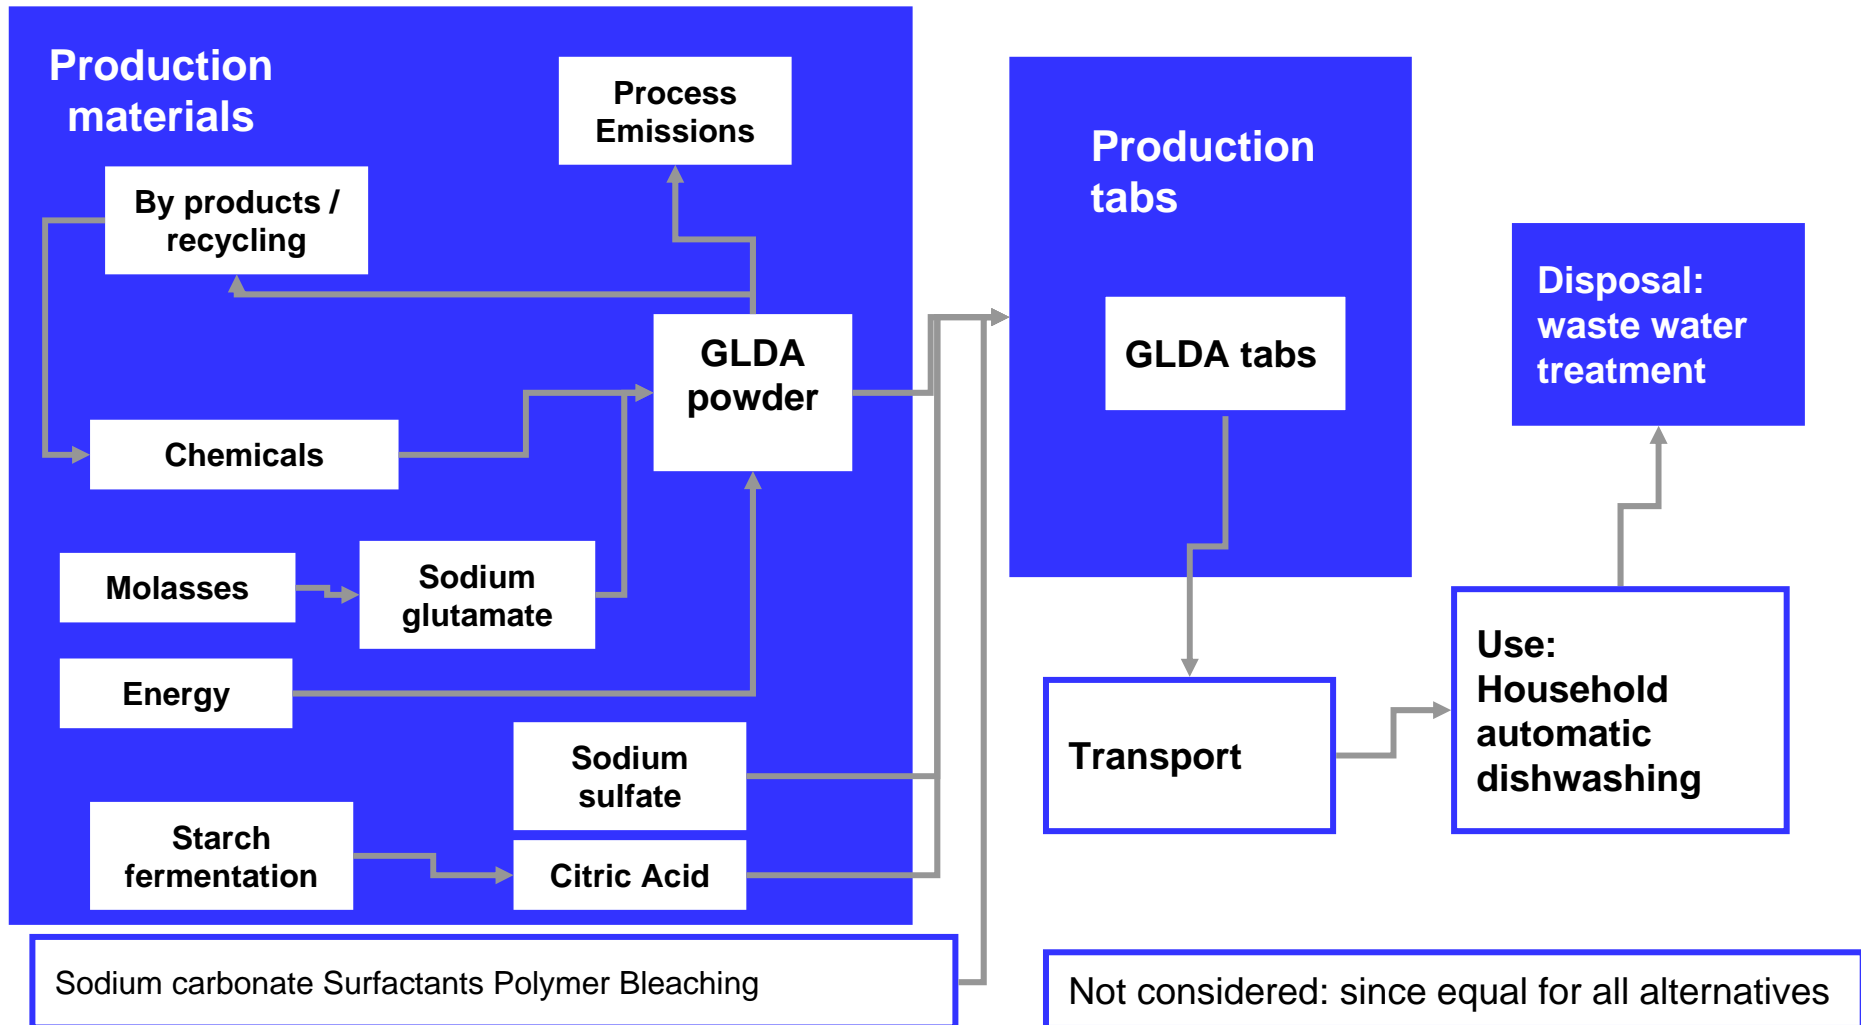 Production
materials
Process
Emissions
By products /
recycling
GLDA
powder
Chemicals
Molasses
Sodium
glutamate
Energy
Sodium
sulfate
Starch
fermentation
Citric Acid
Sodium carbonate Surfactants Polymer Bleaching
Production
tabs
GLDA tabs
Transport
Use:
Household
automatic
dishwashing
Disposal:
waste water
treatment
Not considered: since equal for all alternatives